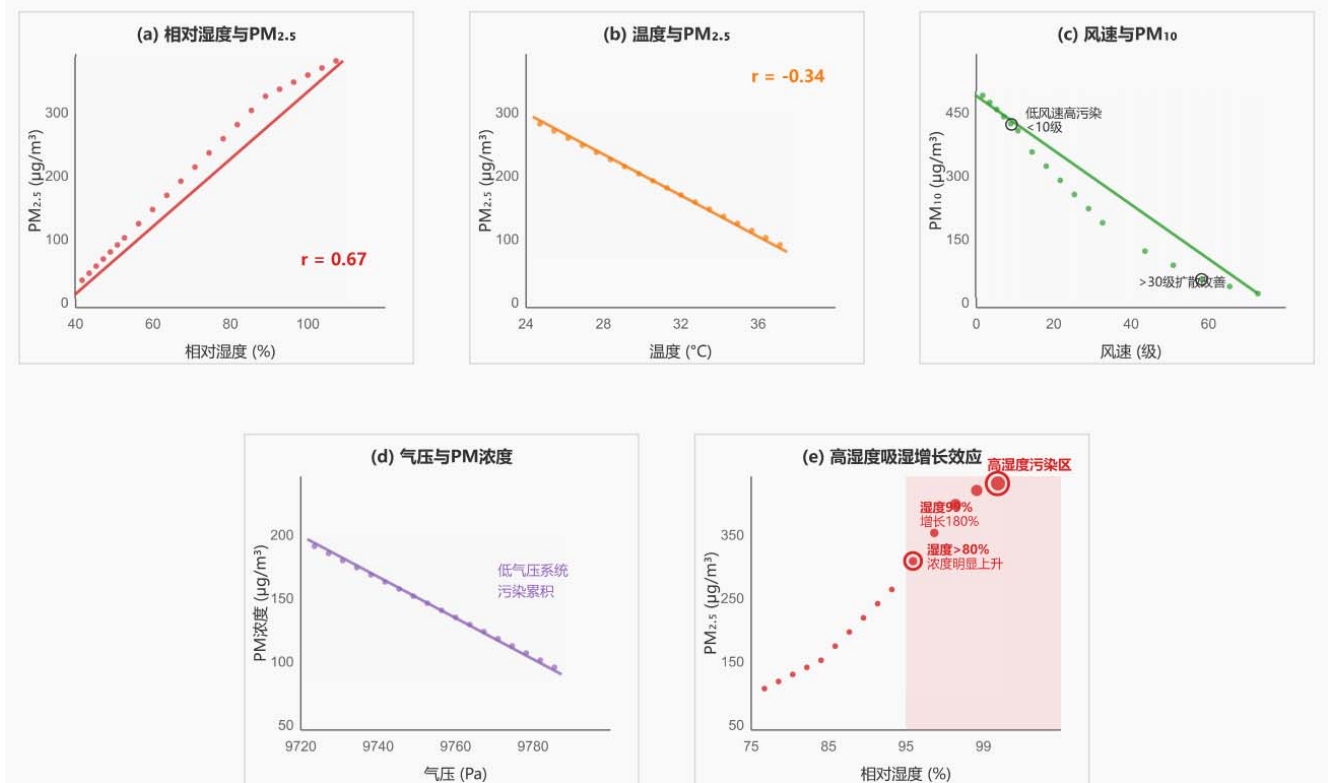 (a) 相对湿度与PM₂.₅
PM₂.₅ (μg/m³)
300
200
100
0
40
60
80
100
r = 0.67
相对湿度 (%)
(b) 温度与PM₂.₅
PM₂.₅ (μg/m³)
300
200
100
0
24
28
32
36
r = -0.34
温度 (°C)
(c) 风速与PM₁₀
PM₁₀ (μg/m³)
450
300
150
0
0
20
40
60
低风速高污染
<10级
>30级扩散改善
风速 (级)
(d) 气压与PM浓度
PM浓度 (μg/m³)
200
150
100
50
9720
9740
9760
9780
低气压系统
污染累积
气压 (Pa)
(e) 高湿度吸湿增长效应
高湿度污染区
PM₂.₅ (μg/m³)
350
250
150
50
75
85
95
99
湿度99%
增长180%
湿度>80%
浓度明显上升
相对湿度 (%)